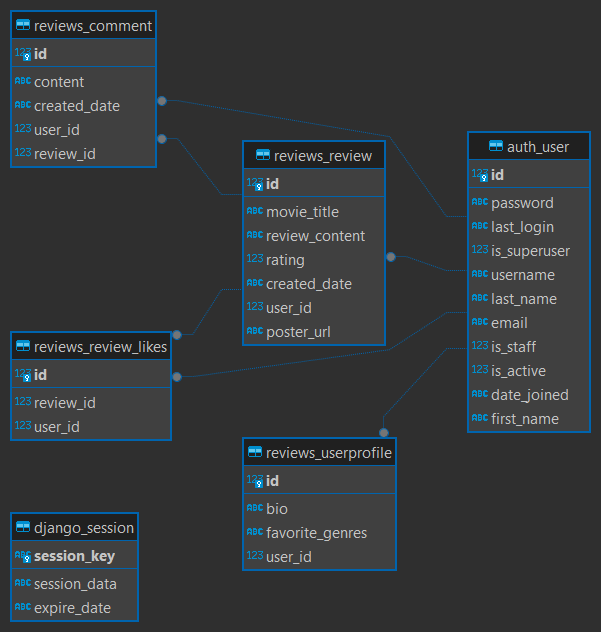 reviews_comment
123 id
ABC content
ABC created_date
123 user_id
123 review_id
reviews_review
123 id
ABC movie_title
ABC review_content
123 rating
ABC created_date
123 user_id
ABC poster_url
auth_user
123 id
ABC password
ABC last_login
123 is_superuser
ABC username
ABC last_name
ABC email
123 is_staff
123 is_active
ABC date_joined
ABC first_name
reviews_review_likes
123 id
123 review_id
123 user_id
reviews_userprofile
123 id
ABC bio
ABC favorite_genres
123 user_id
django_session
ABC session_key
ABC session_data
ABC expire_date